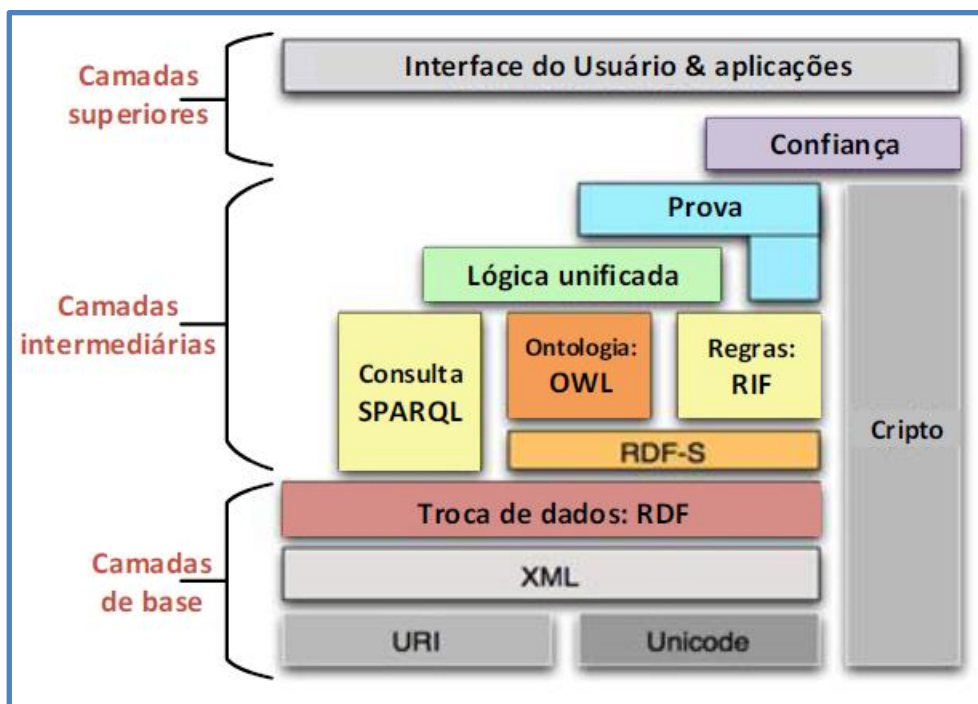 Camadas
superiores
Interface do Usuário & aplicações
Confiança
Camadas
intermediárias
Prova
Lógica unificada
Consulta
SPARQL
Ontologia:
OWL
Regras:
RIF
RDF-S
Cripto
Camadas
de base
Troca de dados: RDF
XML
URI
Unicode